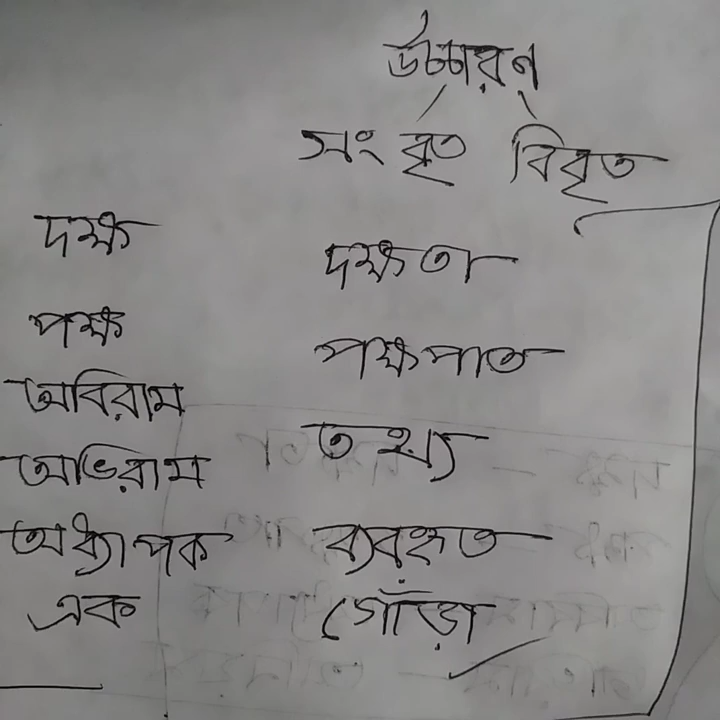 উচ্চারণ
সংবৃত বিবৃত
দক্ষ দক্ষতা
পক্ষ পক্ষপাত
অবিরাম তথ্য
অভিরাম
অধ্যাপক ব্যবহৃত
এক গোঁড়া